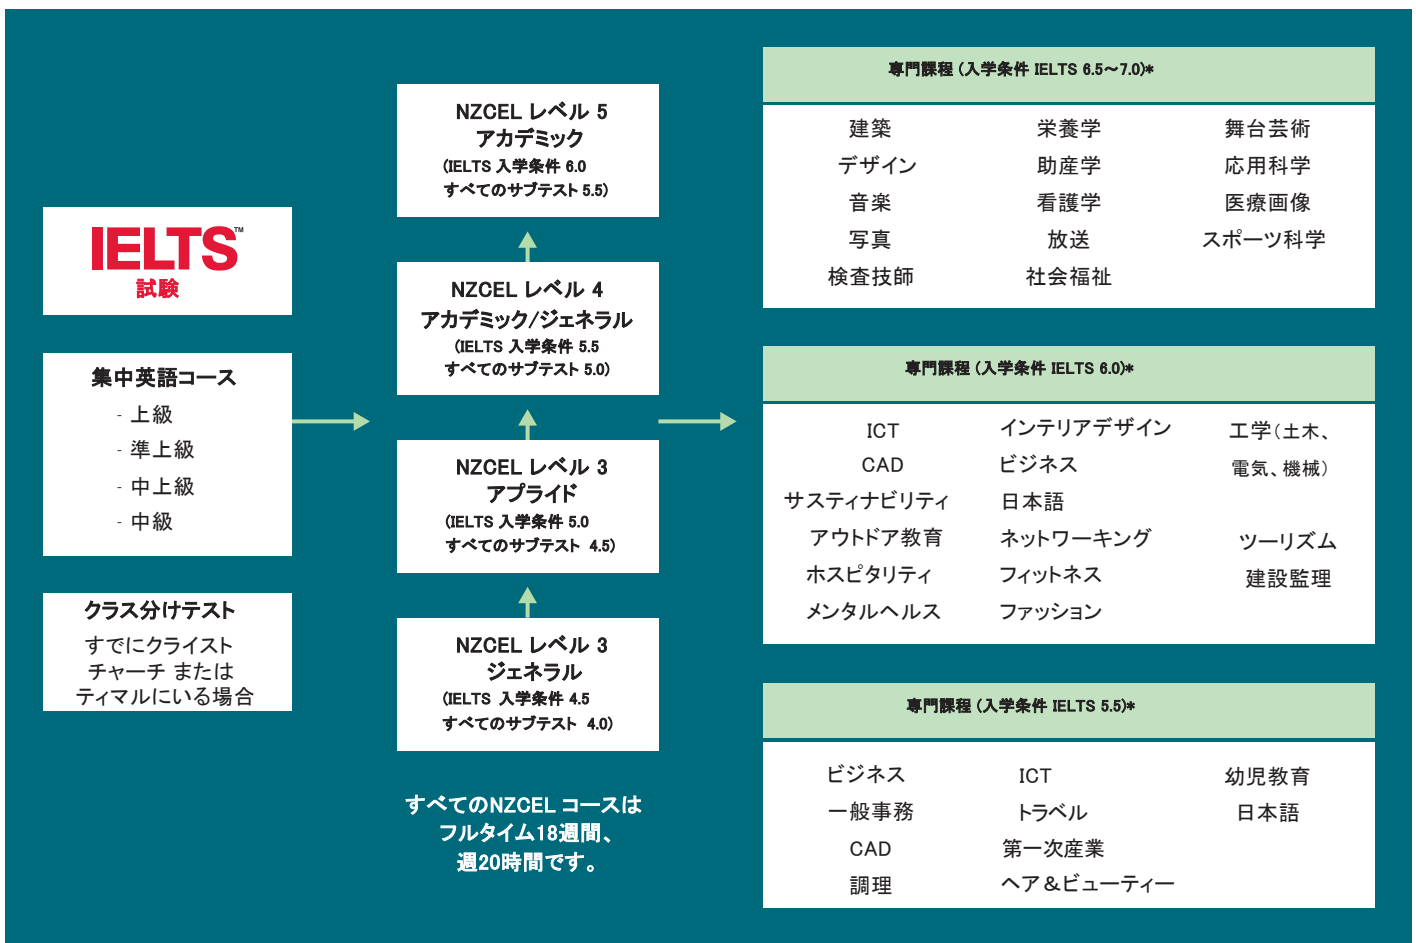 IELTS™
試験
集中英語コース
- 上級
- 準上級
- 中上級
- 中級
クラス分けテスト
すでにクライスト
チャーチ または
ティマルにいる場合
NZCEL レベル 5
アカデミック
(IELTS 入学条件 6.0
すべてのサブテスト 5.5)
NZCEL レベル 4
アカデミック/ジェネラル
(IELTS 入学条件 5.5
すべてのサブテスト 5.0)
NZCEL レベル 3
アプライド
(IELTS 入学条件 5.0
すべてのサブテスト 4.5)
NZCEL レベル 3
ジェネラル
(IELTS 入学条件 4.5
すべてのサブテスト 4.0)
すべてのNZCEL コースは
フルタイム18週間、
週20時間です。
専門課程 (入学条件 IELTS 6.5～7.0)*
建築 栄養学 舞台芸術
デザイン 助産学 応用科学
音楽 看護学 医療画像
写真 放送 スポーツ科学
検査技師 社会福祉
専門課程 (入学条件 IELTS 6.0)*
ICT インテリアデザイン 工学(土木、
CAD ビジネス 電気、機械)
サスティナビリティ 日本語
アウトドア教育 ネットワーキング ツーリズム
ホスピタリティ フィットネス 建設監理
メンタルヘルス ファッション
専門課程 (入学条件 IELTS 5.5)*
ビジネス ICT 幼児教育
一般事務 トラベル 日本語
CAD 第一次産業
調理 ヘア＆ビューティー